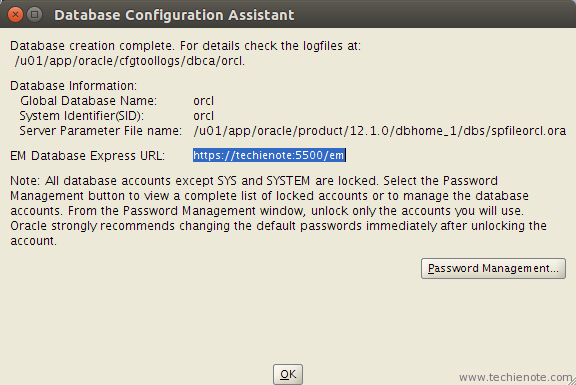 Database Configuration Assistant
Database creation complete. For details check the logfiles at:
/u01/app/oracle/cfgtoollogs/dbca/orcl.
Database Information:
Global Database Name: orcl
System Identifier(SID): orcl
Server Parameter File name: /u01/app/oracle/product/12.1.0/dbhome_1/dbs/spfileorcl.ora
EM Database Express URL: https://techienote:5500/em
Note: All database accounts except SYS and SYSTEM are locked. Select the Password
Management button to view a complete list of locked accounts or to manage the database
accounts. From the Password Management window, unlock only the accounts you will use.
Oracle strongly recommends changing the default passwords immediately after unlocking the
account.
Password Management...
OK
www.techienote.com